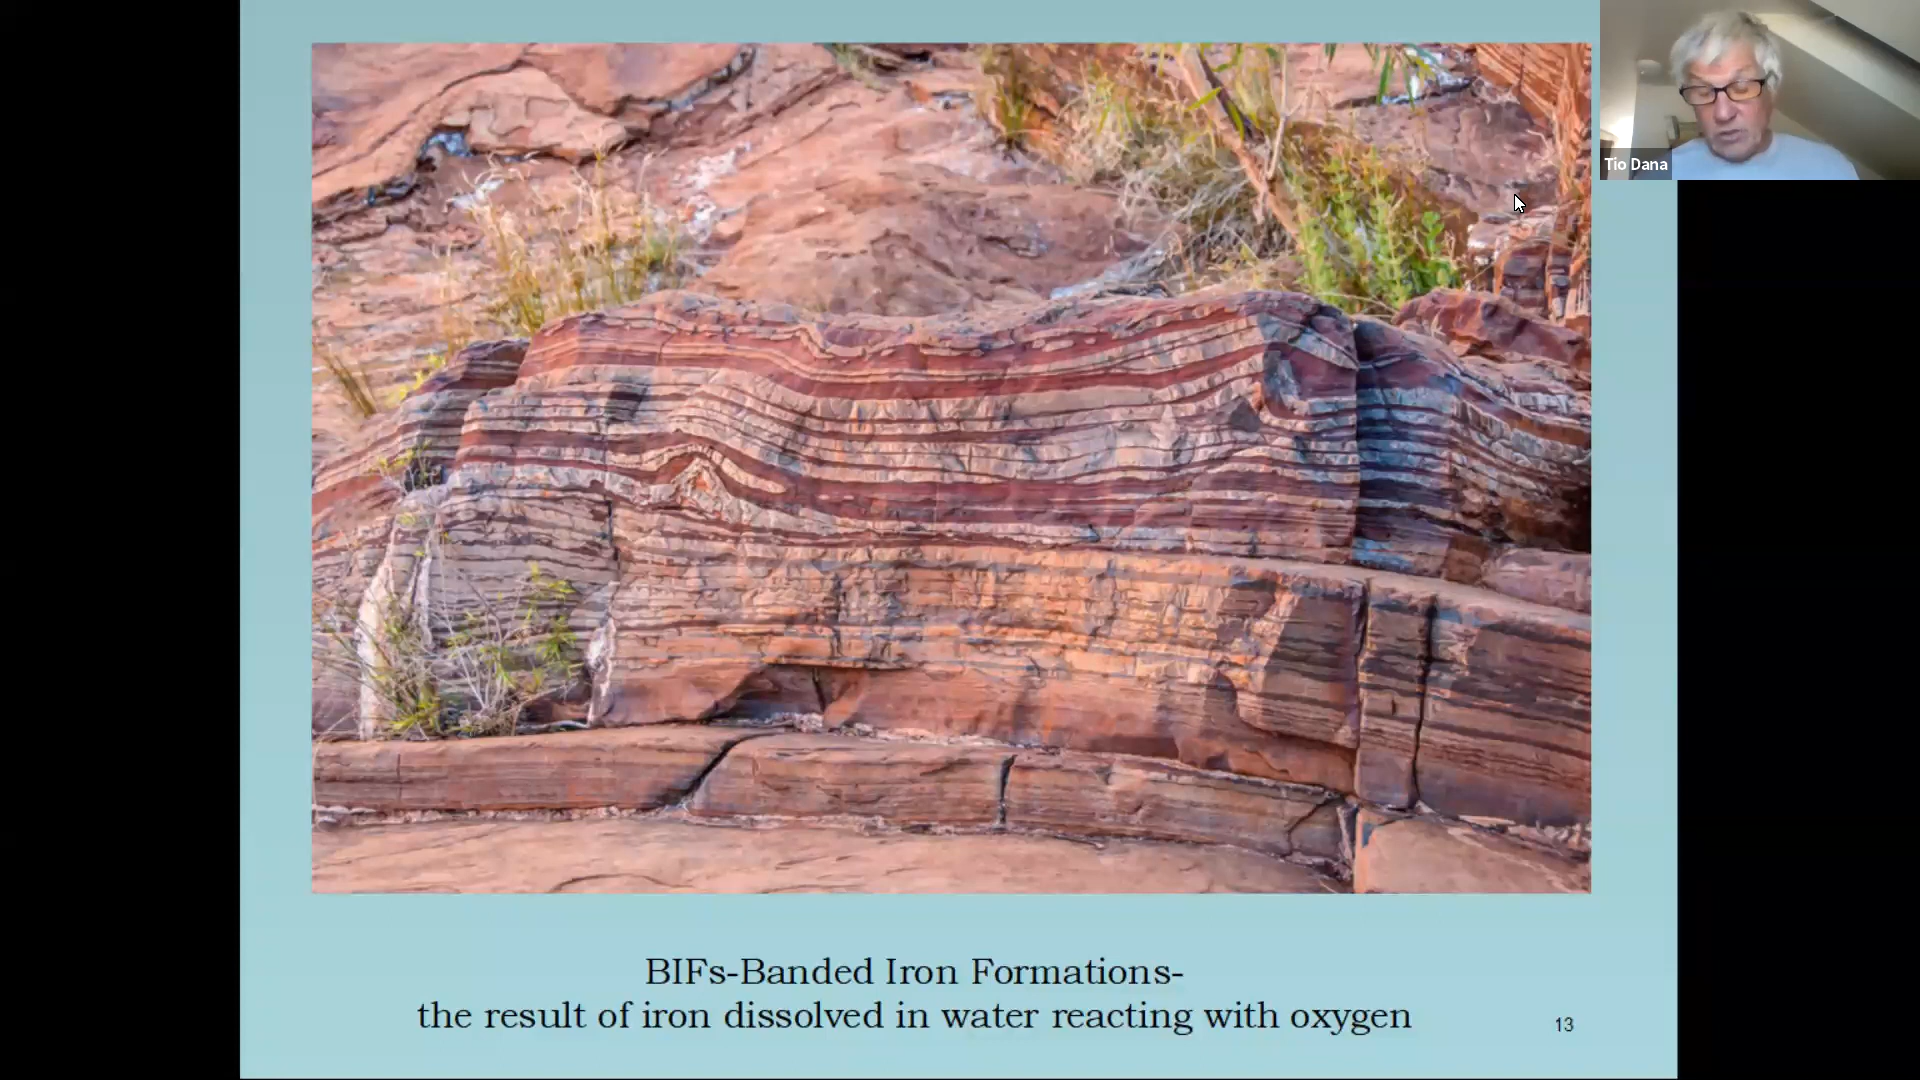 Tio Dana
BIFs-Banded Iron Formations-
the result of iron dissolved in water reacting with oxygen
13